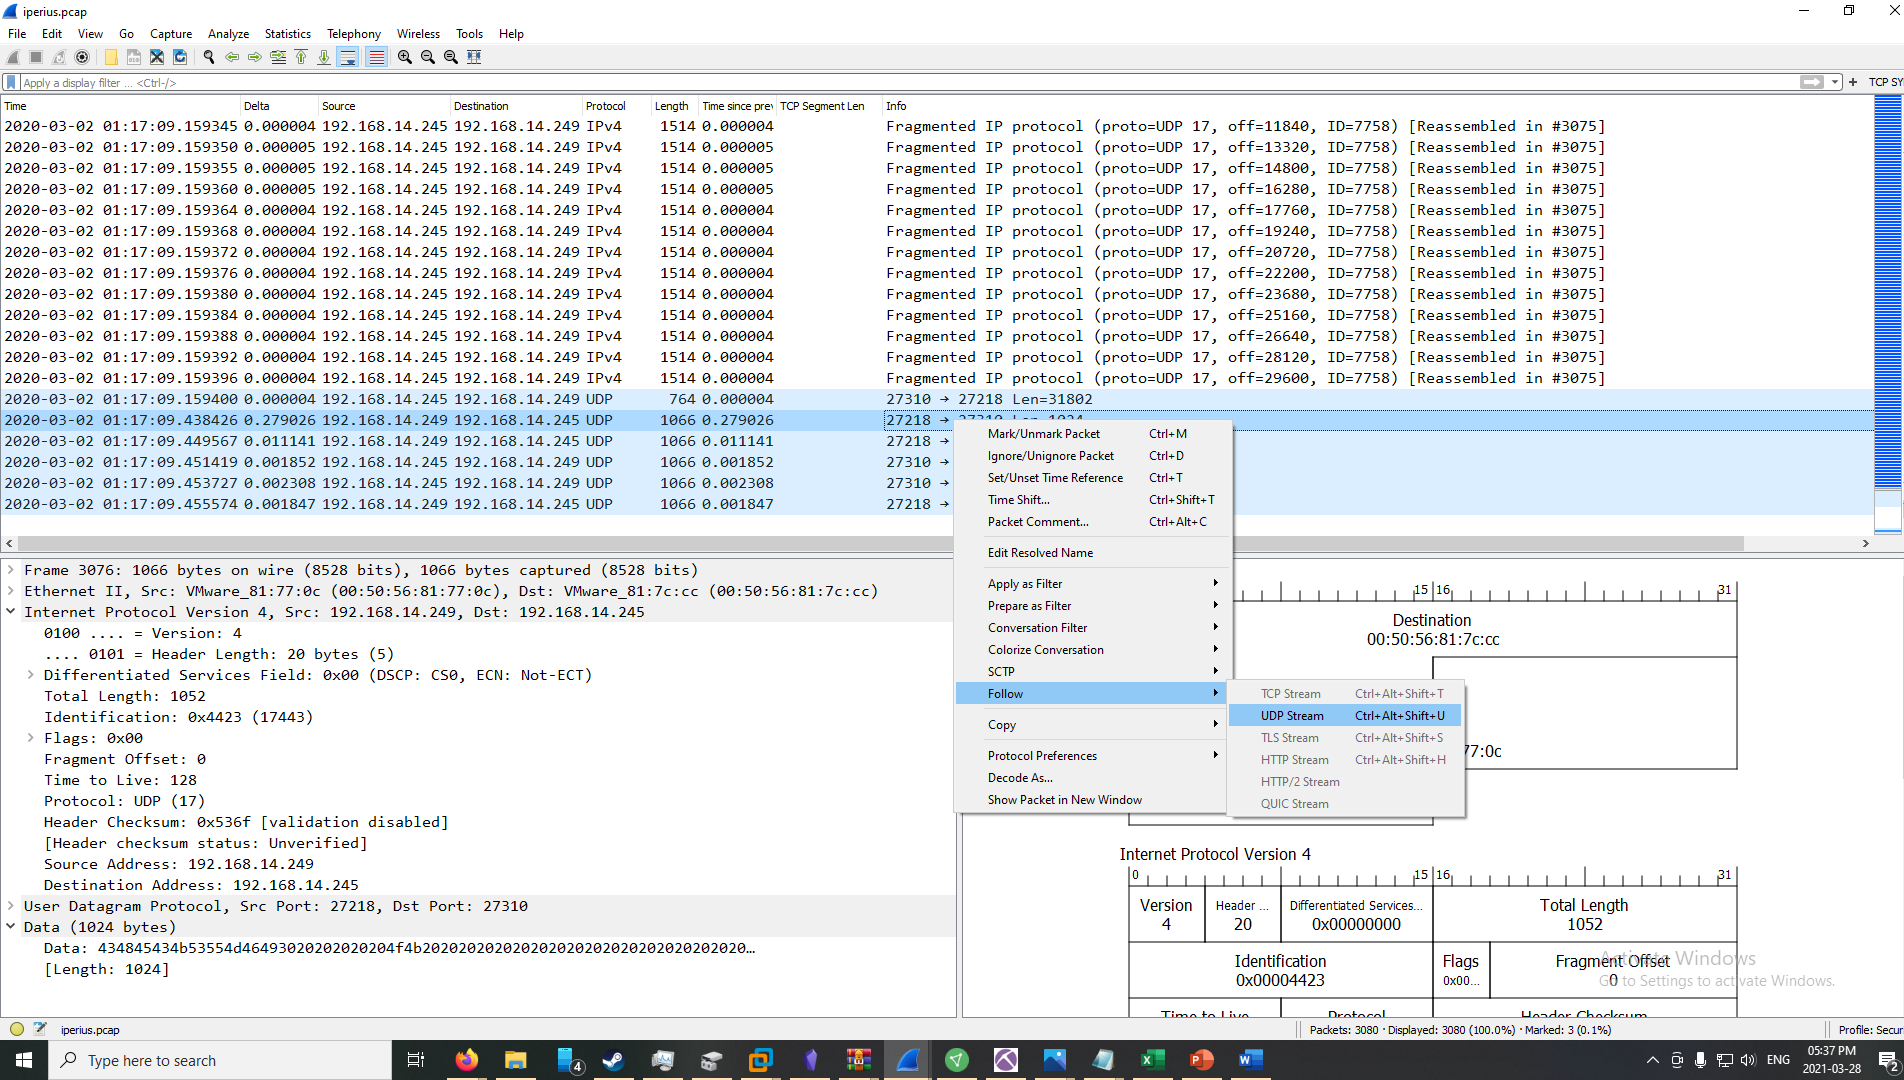 iperius.pcap
File Edit View Go Capture Analyze Statistics Telephony Wireless Tools Help
Apply a display filter ... <Ctrl-/> TCP SY
Time Delta Source Destination Protocol Length Time since prev TCP Segment Len Info
2020-03-02 01:17:09.159345 0.000004 192.168.14.245 192.168.14.249 IPv4 1514 0.000004 Fragmented IP protocol (proto=UDP 17, off=11840, ID=7758) [Reassembled in #3075]
2020-03-02 01:17:09.159350 0.000005 192.168.14.245 192.168.14.249 IPv4 1514 0.000005 Fragmented IP protocol (proto=UDP 17, off=13320, ID=7758) [Reassembled in #3075]
2020-03-02 01:17:09.159355 0.000005 192.168.14.245 192.168.14.249 IPv4 1514 0.000005 Fragmented IP protocol (proto=UDP 17, off=14800, ID=7758) [Reassembled in #3075]
2020-03-02 01:17:09.159360 0.000005 192.168.14.245 192.168.14.249 IPv4 1514 0.000005 Fragmented IP protocol (proto=UDP 17, off=16280, ID=7758) [Reassembled in #3075]
2020-03-02 01:17:09.159364 0.000004 192.168.14.245 192.168.14.249 IPv4 1514 0.000004 Fragmented IP protocol (proto=UDP 17, off=17760, ID=7758) [Reassembled in #3075]
2020-03-02 01:17:09.159368 0.000004 192.168.14.245 192.168.14.249 IPv4 1514 0.000004 Fragmented IP protocol (proto=UDP 17, off=19240, ID=7758) [Reassembled in #3075]
2020-03-02 01:17:09.159372 0.000004 192.168.14.245 192.168.14.249 IPv4 1514 0.000004 Fragmented IP protocol (proto=UDP 17, off=20720, ID=7758) [Reassembled in #3075]
2020-03-02 01:17:09.159376 0.000004 192.168.14.245 192.168.14.249 IPv4 1514 0.000004 Fragmented IP protocol (proto=UDP 17, off=22200, ID=7758) [Reassembled in #3075]
2020-03-02 01:17:09.159380 0.000004 192.168.14.245 192.168.14.249 IPv4 1514 0.000004 Fragmented IP protocol (proto=UDP 17, off=23680, ID=7758) [Reassembled in #3075]
2020-03-02 01:17:09.159384 0.000004 192.168.14.245 192.168.14.249 IPv4 1514 0.000004 Fragmented IP protocol (proto=UDP 17, off=25160, ID=7758) [Reassembled in #3075]
2020-03-02 01:17:09.159388 0.000004 192.168.14.245 192.168.14.249 IPv4 1514 0.000004 Fragmented IP protocol (proto=UDP 17, off=26640, ID=7758) [Reassembled in #3075]
2020-03-02 01:17:09.159392 0.000004 192.168.14.245 192.168.14.249 IPv4 1514 0.000004 Fragmented IP protocol (proto=UDP 17, off=28120, ID=7758) [Reassembled in #3075]
2020-03-02 01:17:09.159396 0.000004 192.168.14.245 192.168.14.249 IPv4 1514 0.000004 Fragmented IP protocol (proto=UDP 17, off=29600, ID=7758) [Reassembled in #3075]
2020-03-02 01:17:09.159400 0.000004 192.168.14.245 192.168.14.249 UDP 764 0.000004 27310 → 27218 Len=31802
2020-03-02 01:17:09.438426 0.279026 192.168.14.249 192.168.14.245 UDP 1066 0.279026 27218 → 27310 Len=1024
2020-03-02 01:17:09.449567 0.011141 192.168.14.249 192.168.14.245 UDP 1066 0.011141 27218 →
2020-03-02 01:17:09.451419 0.001852 192.168.14.245 192.168.14.249 UDP 1066 0.001852 27310 →
2020-03-02 01:17:09.453727 0.002308 192.168.14.245 192.168.14.249 UDP 1066 0.002308 27310 →
2020-03-02 01:17:09.455574 0.001847 192.168.14.249 192.168.14.245 UDP 1066 0.001847 27218 →
Mark/Unmark Packet Ctrl+M
Ignore/Unignore Packet Ctrl+D
Set/Unset Time Reference Ctrl+T
Time Shift... Ctrl+Shift+T
Packet Comment... Ctrl+Alt+C
Edit Resolved Name
Apply as Filter
Prepare as Filter
Conversation Filter
Colorize Conversation
SCTP
Follow
Copy
Protocol Preferences
Decode As...
Show Packet in New Window
TCP Stream Ctrl+Alt+Shift+T
UDP Stream Ctrl+Alt+Shift+U
TLS Stream Ctrl+Alt+Shift+S
HTTP Stream Ctrl+Alt+Shift+H
HTTP/2 Stream
QUIC Stream
Frame 3076: 1066 bytes on wire (8528 bits), 1066 bytes captured (8528 bits)
Ethernet II, Src: VMware_81:77:0c (00:50:56:81:77:0c), Dst: VMware_81:7c:cc (00:50:56:81:7c:cc)
Internet Protocol Version 4, Src: 192.168.14.249, Dst: 192.168.14.245
0100 .... = Version: 4
.... 0101 = Header Length: 20 bytes (5)
Differentiated Services Field: 0x00 (DSCP: CS0, ECN: Not-ECT)
Total Length: 1052
Identification: 0x4423 (17443)
Flags: 0x00
Fragment Offset: 0
Time to Live: 128
Protocol: UDP (17)
Header Checksum: 0x536f [validation disabled]
[Header checksum status: Unverified]
Source Address: 192.168.14.249
Destination Address: 192.168.14.245
User Datagram Protocol, Src Port: 27218, Dst Port: 27310
Data (1024 bytes)
Data: 434845434b53554d46493020202020204f4b202020202020202020202020202020202020…
[Length: 1024]
15 16 31
Destination
00:50:56:81:7c:cc
77:0c
Internet Protocol Version 4
0 15 16 31
Version Header ... Differentiated Services... Total Length
4 20 0x00000000 1052
Identification Flags Fragment Offset
0x00004423 0x00... 0
Time to Live Protocol Header Checksum
Activate Windows
Go to Settings to activate Windows.
iperius.pcap Packets: 3080 · Displayed: 3080 (100.0%) · Marked: 3 (0.1%) Profile: Secur
Type here to search 4 ENG 05:37 PM
2021-03-28 2